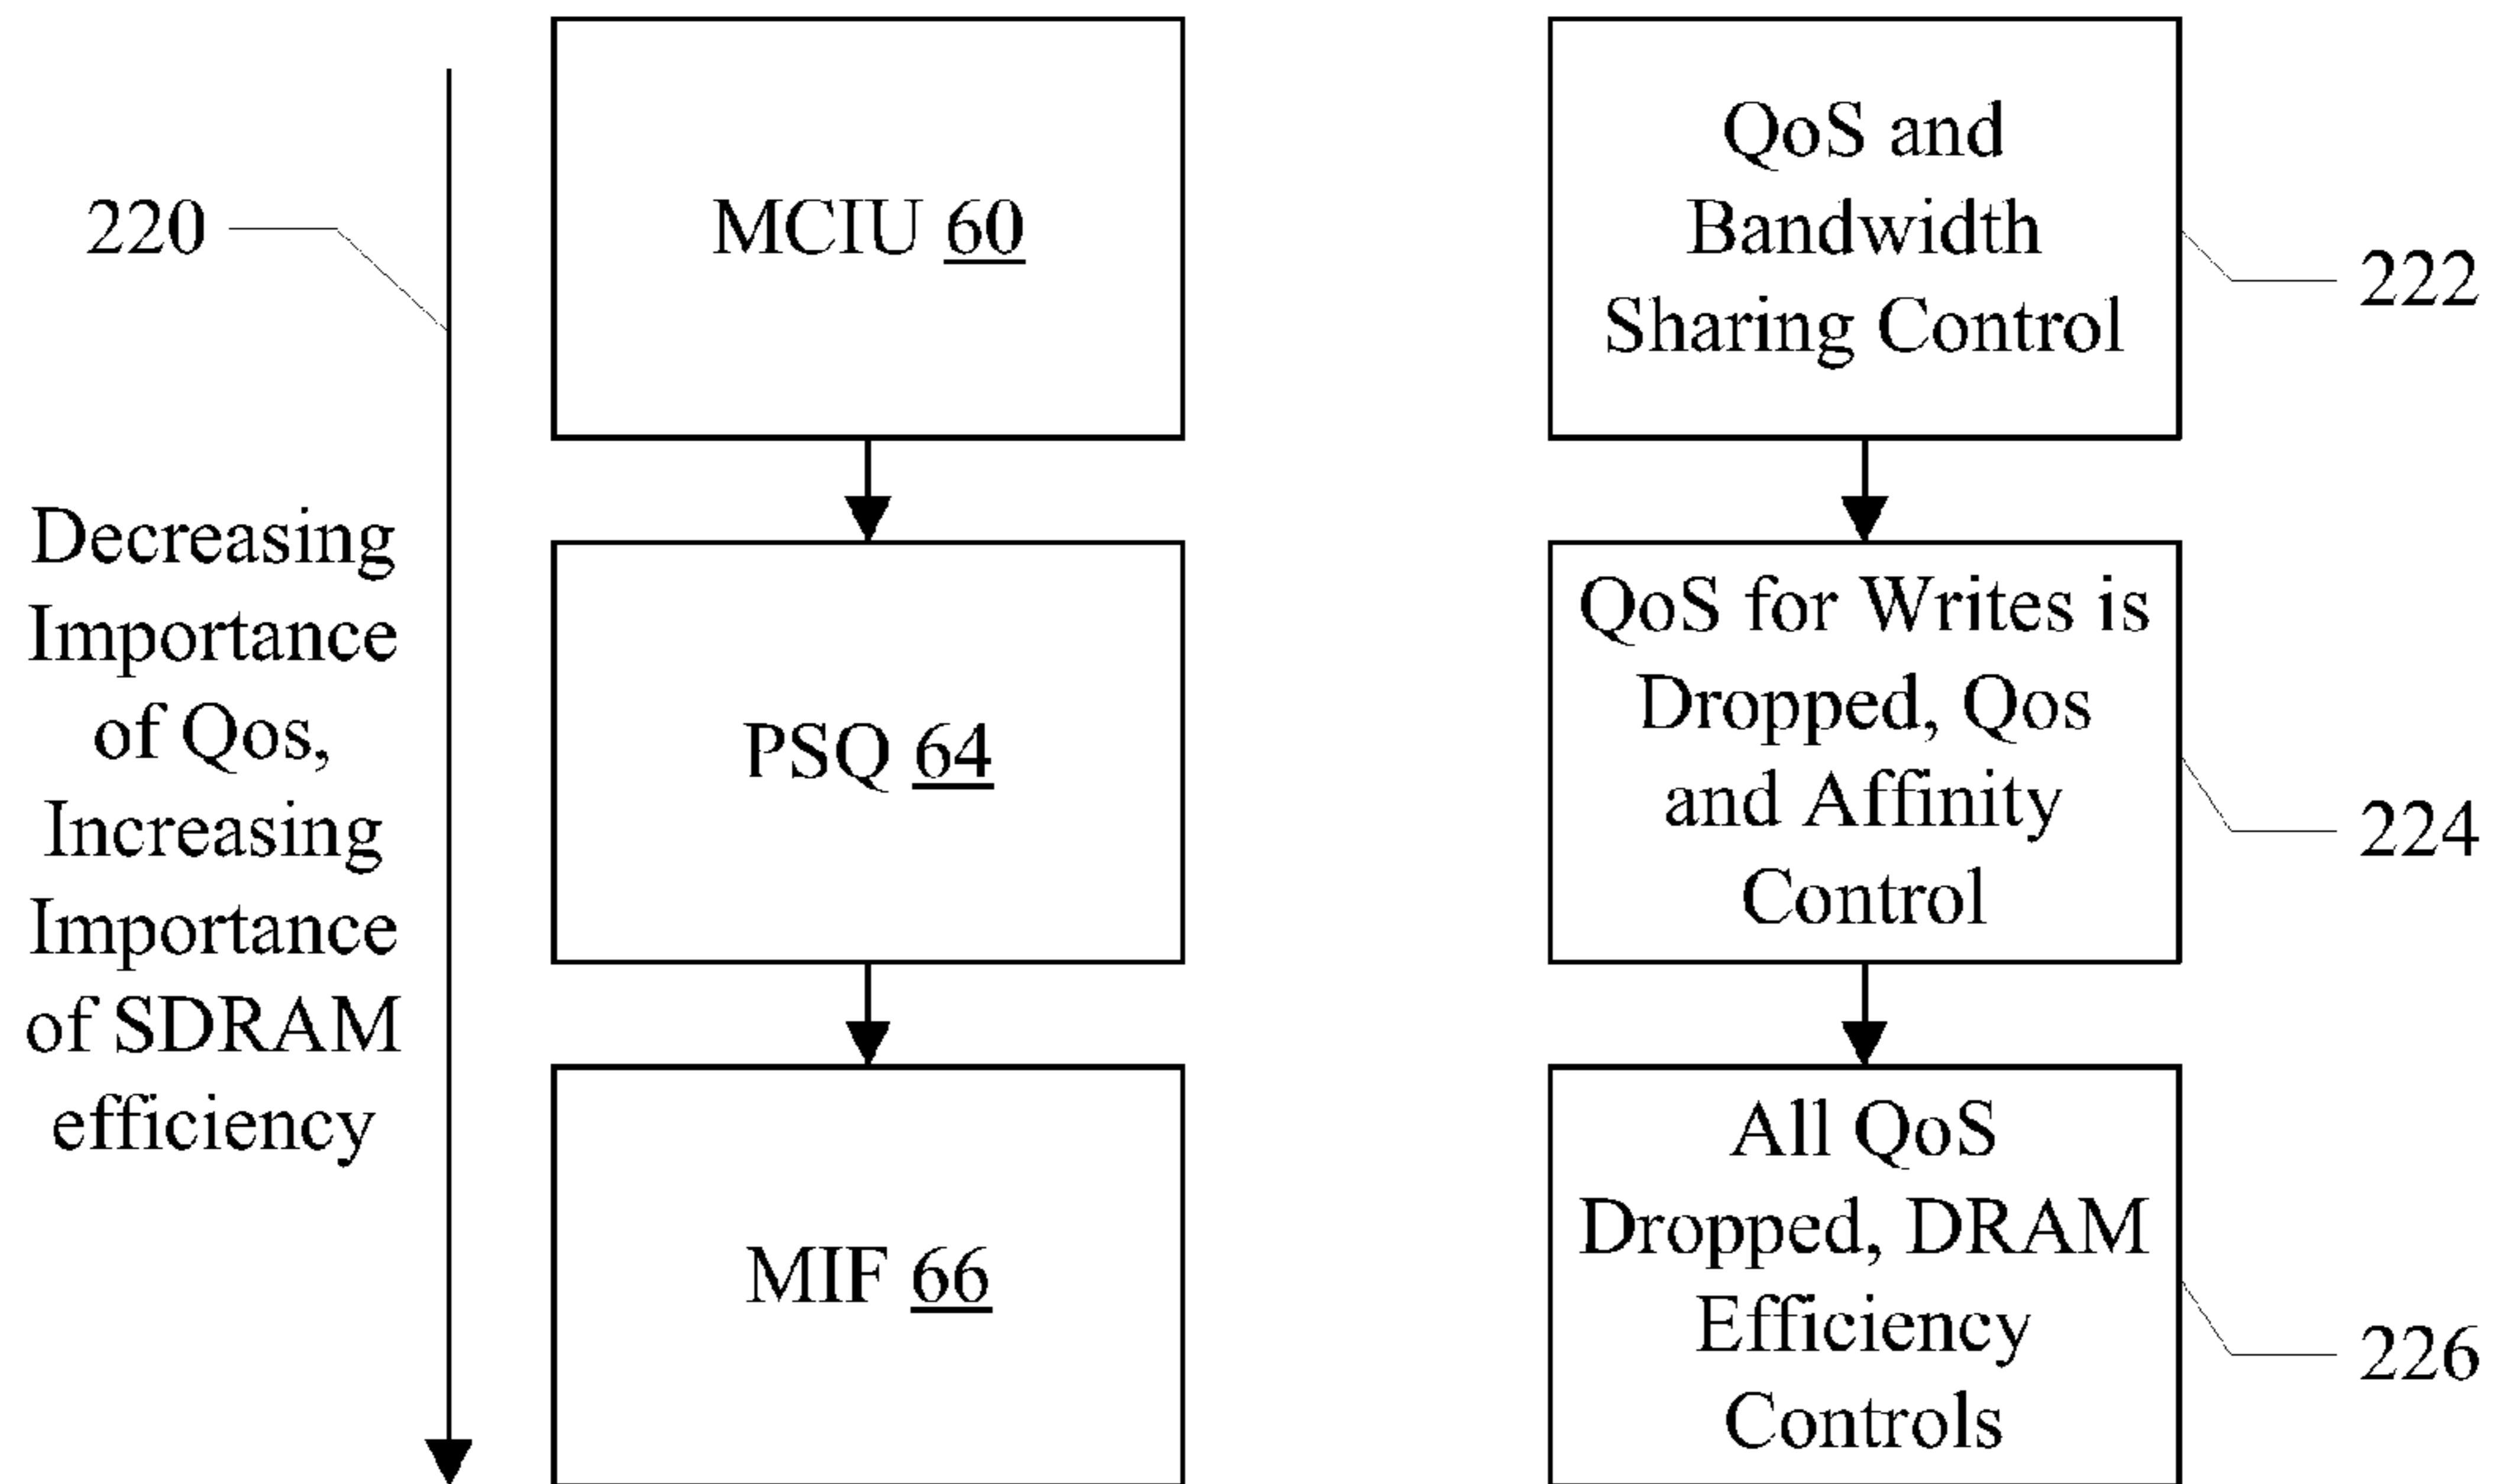 220
Decreasing
Importance
of Qos,
Increasing
Importance
of SDRAM
efficiency
MCIU 60
PSQ 64
MIF 66
QoS and
Bandwidth
Sharing Control
222
QoS for Writes is
Dropped, Qos
and Affinity
Control
224
All QoS
Dropped, DRAM
Efficiency
Controls
226